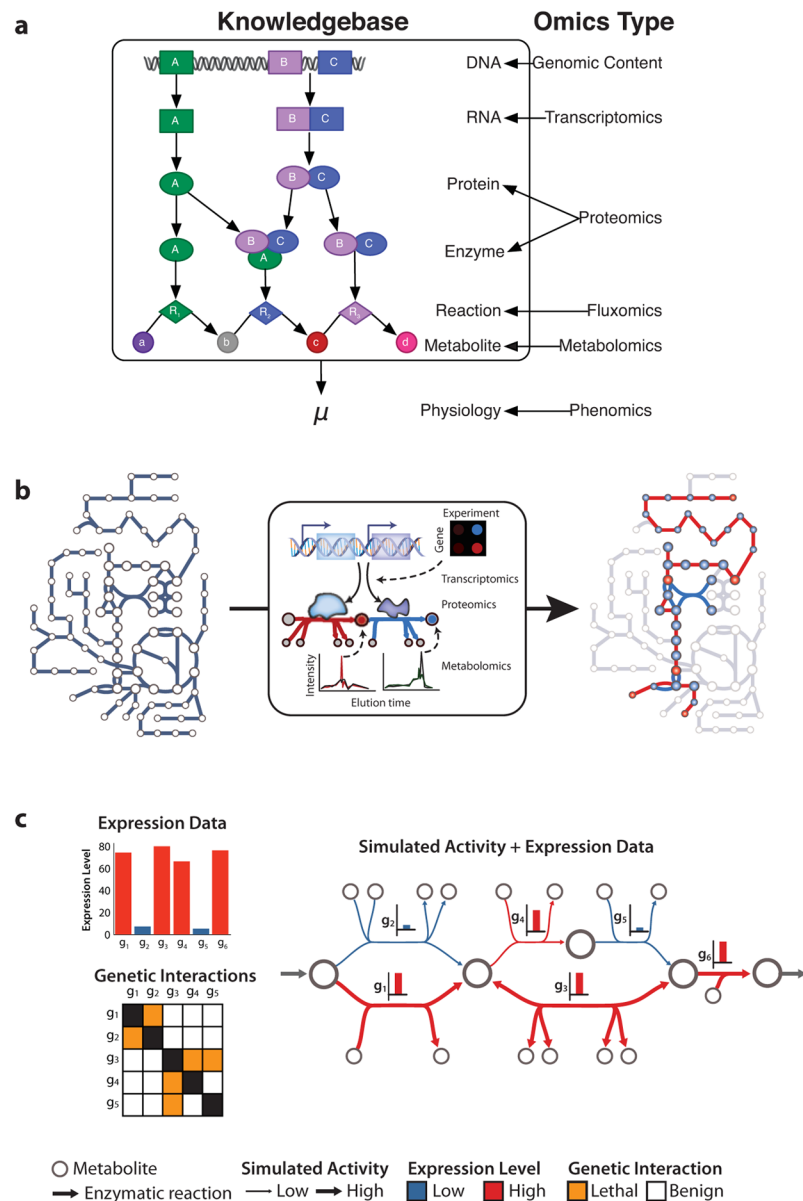 a
Knowledgebase Omics Type
A B C DNA Genomic Content
A B C RNA Transcriptomics
A B C Protein
Proteomics
B C A B C
A Enzyme
R1 R2 R3 Reaction Fluxomics
a b c d Metabolite Metabolomics
μ Physiology Phenomics
b
Experiment
Gene
Transcriptomics
Proteomics
Metabolomics
Intensity
Elution time
c
Expression Data
Expression Level
80
60
40
20
0
g1 g2 g3 g4 g5 g6
Genetic Interactions
g1 g2 g3 g4 g5
g1
g2
g3
g4
g5
Simulated Activity + Expression Data
g2 g4 g5
g1 g3 g6
Metabolite Simulated Activity Expression Level Genetic Interaction
Enzymatic reaction Low High Low High Lethal Benign